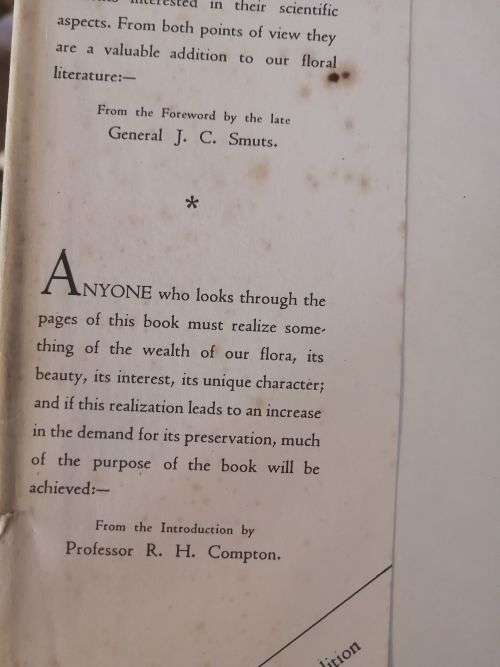 interested in their scientific
aspects. From both points of view they
are a valuable addition to our floral
literature:—
From the Foreword by the late
General J. C. Smuts.
*
ANYONE who looks through the
pages of this book must realize some-
thing of the wealth of our flora, its
beauty, its interest, its unique character;
and if this realization leads to an increase
in the demand for its preservation, much
of the purpose of the book will be
achieved:—
From the Introduction by
Professor R. H. Compton.